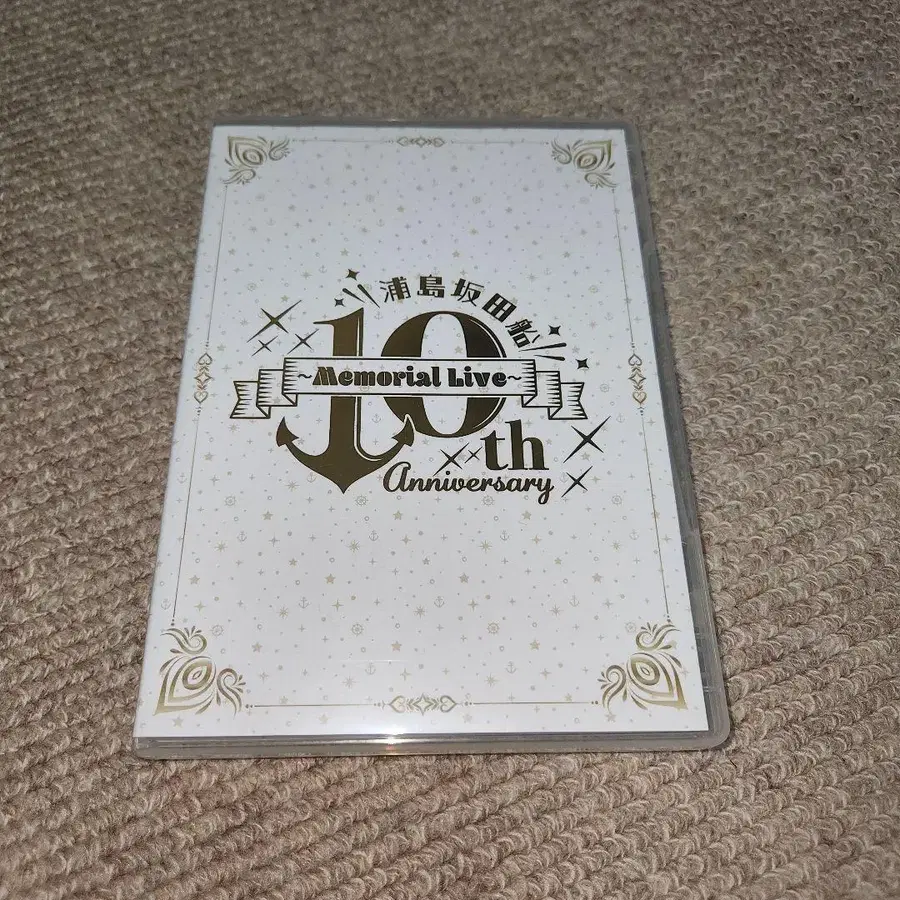 浦島坂田船
10th
~Memorial Live~
Anniversary